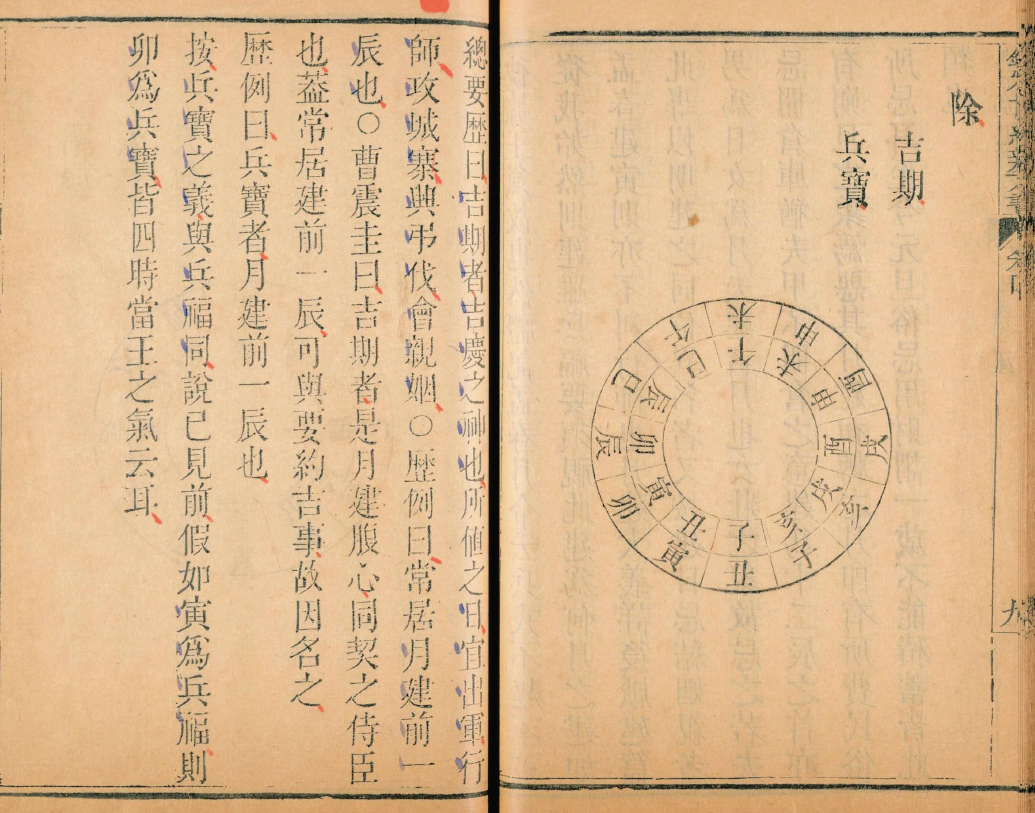 除
吉期
兵寶
未申酉戌亥子丑寅卯辰巳午
午未申酉戌亥子丑寅卯辰巳
卷四
九
總要歷曰吉期者吉慶之神也所值之日宜出軍行
師攻城寨興弔伐會親姻○歷例曰常居月建前一
辰也○曹震圭曰吉期者是月建腹心同契之侍臣
也葢常居建前一辰可與要約吉事故因名之
歷例曰兵寶者月建前一辰也
按兵寶之義與兵福同說已見前假如寅爲兵福則
卯爲兵寶皆四時當王之氣云耳